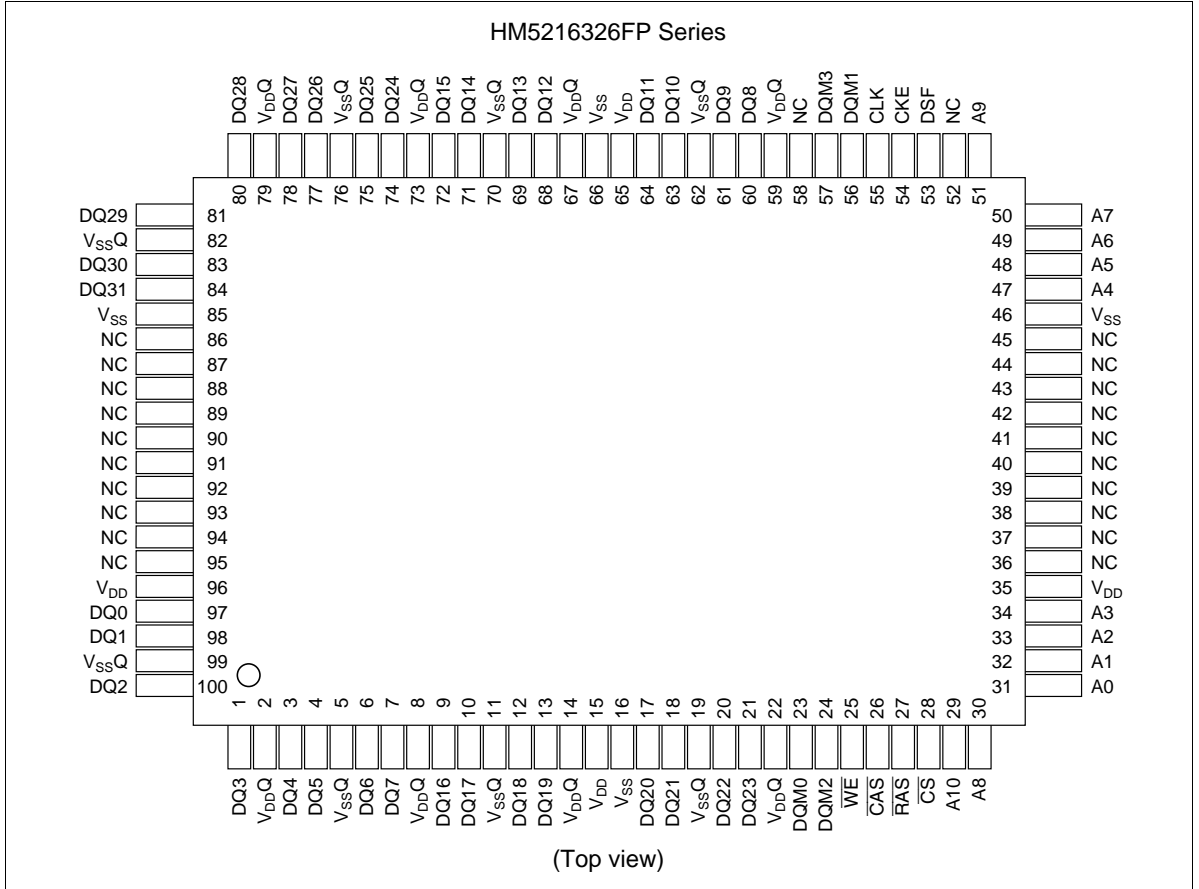 HM5216326FP Series
DQ28 VDDQ DQ27 DQ26 VSSQ DQ25 DQ24 VDDQ DQ15 DQ14 VSSQ DQ13 DQ12 VDDQ VSS VDD DQ11 DQ10 VSSQ DQ9 DQ8 VDDQ NC DQM3 DQM1 CLK CKE DSF NC A9
80 79 78 77 76 75 74 73 72 71 70 69 68 67 66 65 64 63 62 61 60 59 58 57 56 55 54 53 52 51
DQ29 81 50 A7
VSSQ 82 49 A6
DQ30 83 48 A5
DQ31 84 47 A4
VSS 85 46 VSS
NC 86 45 NC
NC 87 44 NC
NC 88 43 NC
NC 89 42 NC
NC 90 41 NC
NC 91 40 NC
NC 92 39 NC
NC 93 38 NC
NC 94 37 NC
NC 95 36 NC
VDD 96 35 VDD
DQ0 97 34 A3
DQ1 98 33 A2
VSSQ 99 32 A1
DQ2 100 31 A0
1 2 3 4 5 6 7 8 9 10 11 12 13 14 15 16 17 18 19 20 21 22 23 24 25 26 27 28 29 30
DQ3 VDDQ DQ4 DQ5 VSSQ DQ6 DQ7 VDDQ DQ16 DQ17 VSSQ DQ18 DQ19 VDDQ VDD VSS DQ20 DQ21 VSSQ DQ22 DQ23 VDDQ DQM0 DQM2 W̅E̅ C̅A̅S̅ R̅A̅S̅ C̅S̅ A10 A8
(Top view)